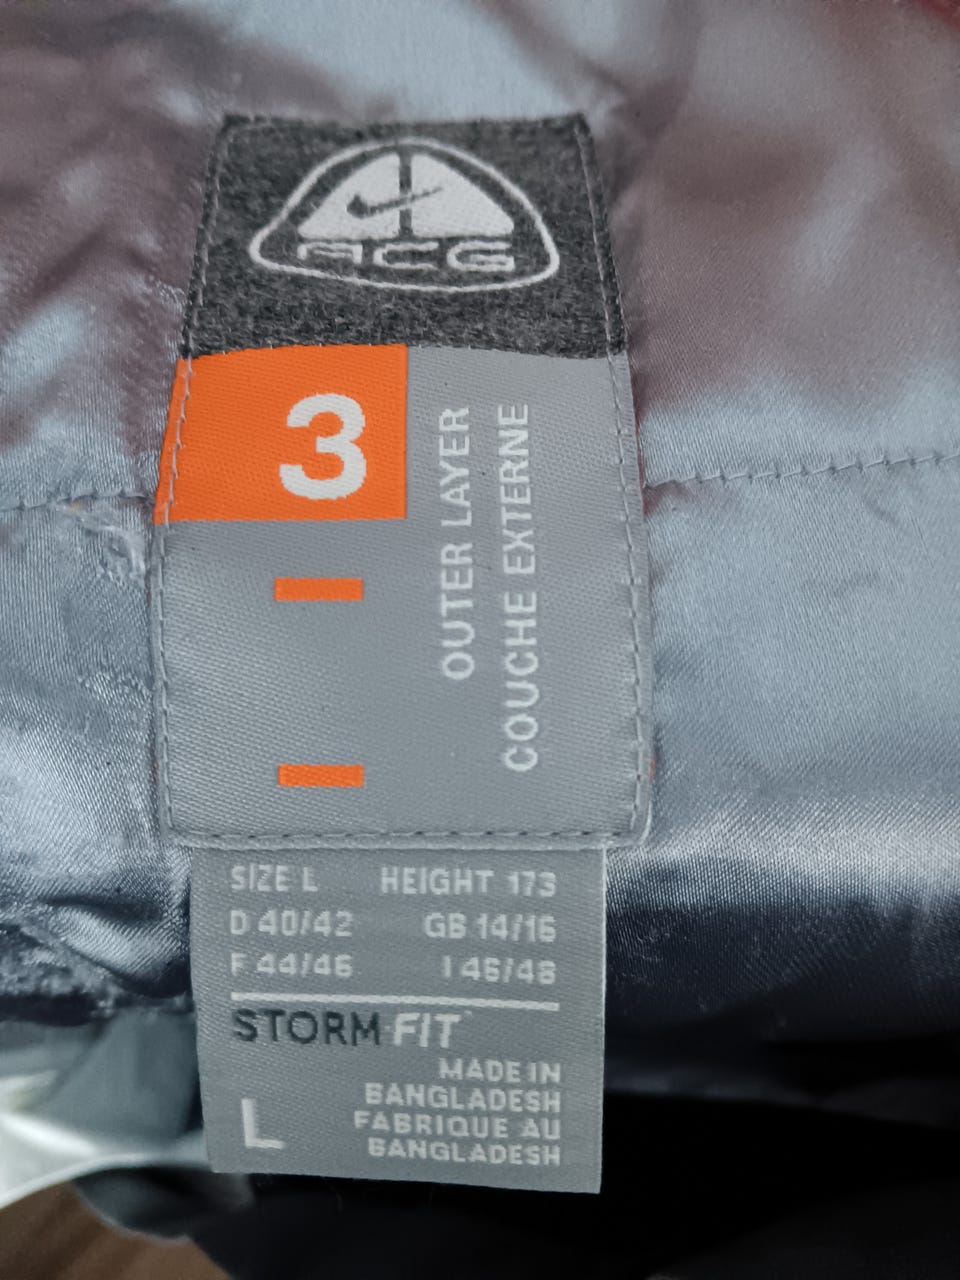 ACG
3
OUTER LAYER
COUCHE EXTERNE
SIZE L HEIGHT 173
D 40/42 GB 14/16
F 44/46 I 46/48
STORM-FIT
MADE IN
BANGLADESH
FABRIQUE AU
BANGLADESH
L